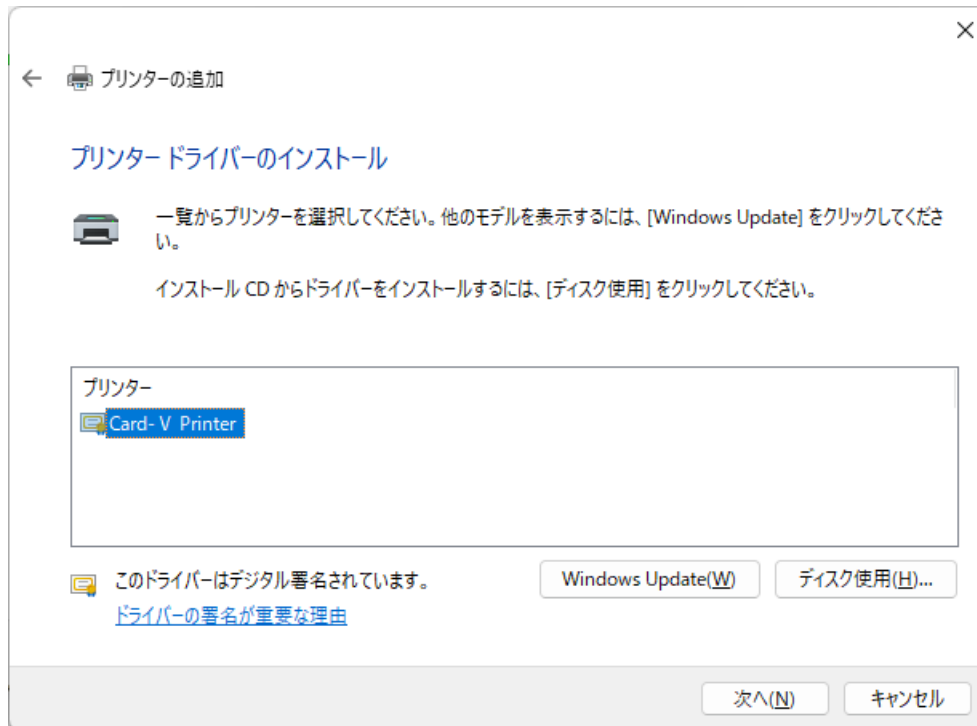 プリンターの追加
プリンター ドライバーのインストール
一覧からプリンターを選択してください。他のモデルを表示するには、[Windows Update] をクリックしてくださ
い。
インストール CD からドライバーをインストールするには、[ディスク使用] をクリックしてください。
プリンター
Card- V Printer
このドライバーはデジタル署名されています。
ドライバーの署名が重要な理由
Windows Update(W)
ディスク使用(H)...
次へ(N)
キャンセル